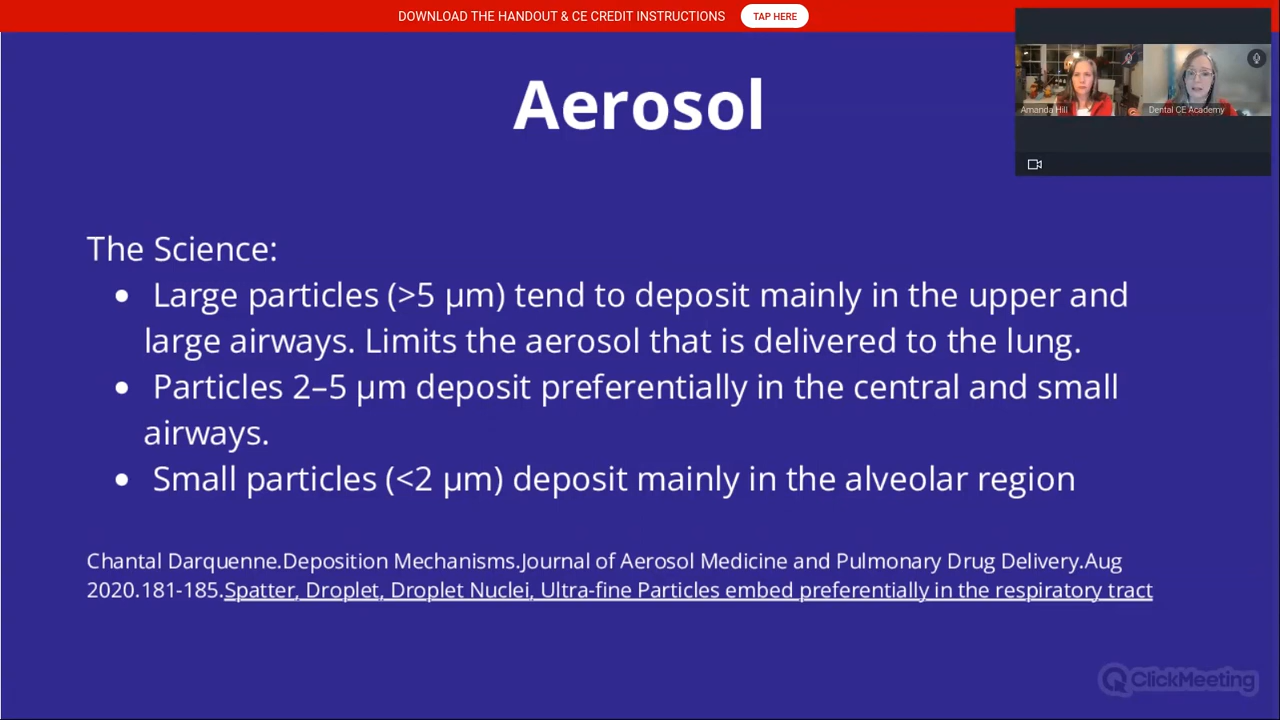 DOWNLOAD THE HANDOUT & CE CREDIT INSTRUCTIONS TAP HERE
Amanda Hill
Dental CE Academy
Aerosol
The Science:
• Large particles (>5 µm) tend to deposit mainly in the upper and
large airways. Limits the aerosol that is delivered to the lung.
• Particles 2–5 µm deposit preferentially in the central and small
airways.
• Small particles (<2 µm) deposit mainly in the alveolar region
Chantal Darquenne.Deposition Mechanisms.Journal of Aerosol Medicine and Pulmonary Drug Delivery.Aug
2020.181-185.Spatter, Droplet, Droplet Nuclei, Ultra-fine Particles embed preferentially in the respiratory tract
ClickMeeting